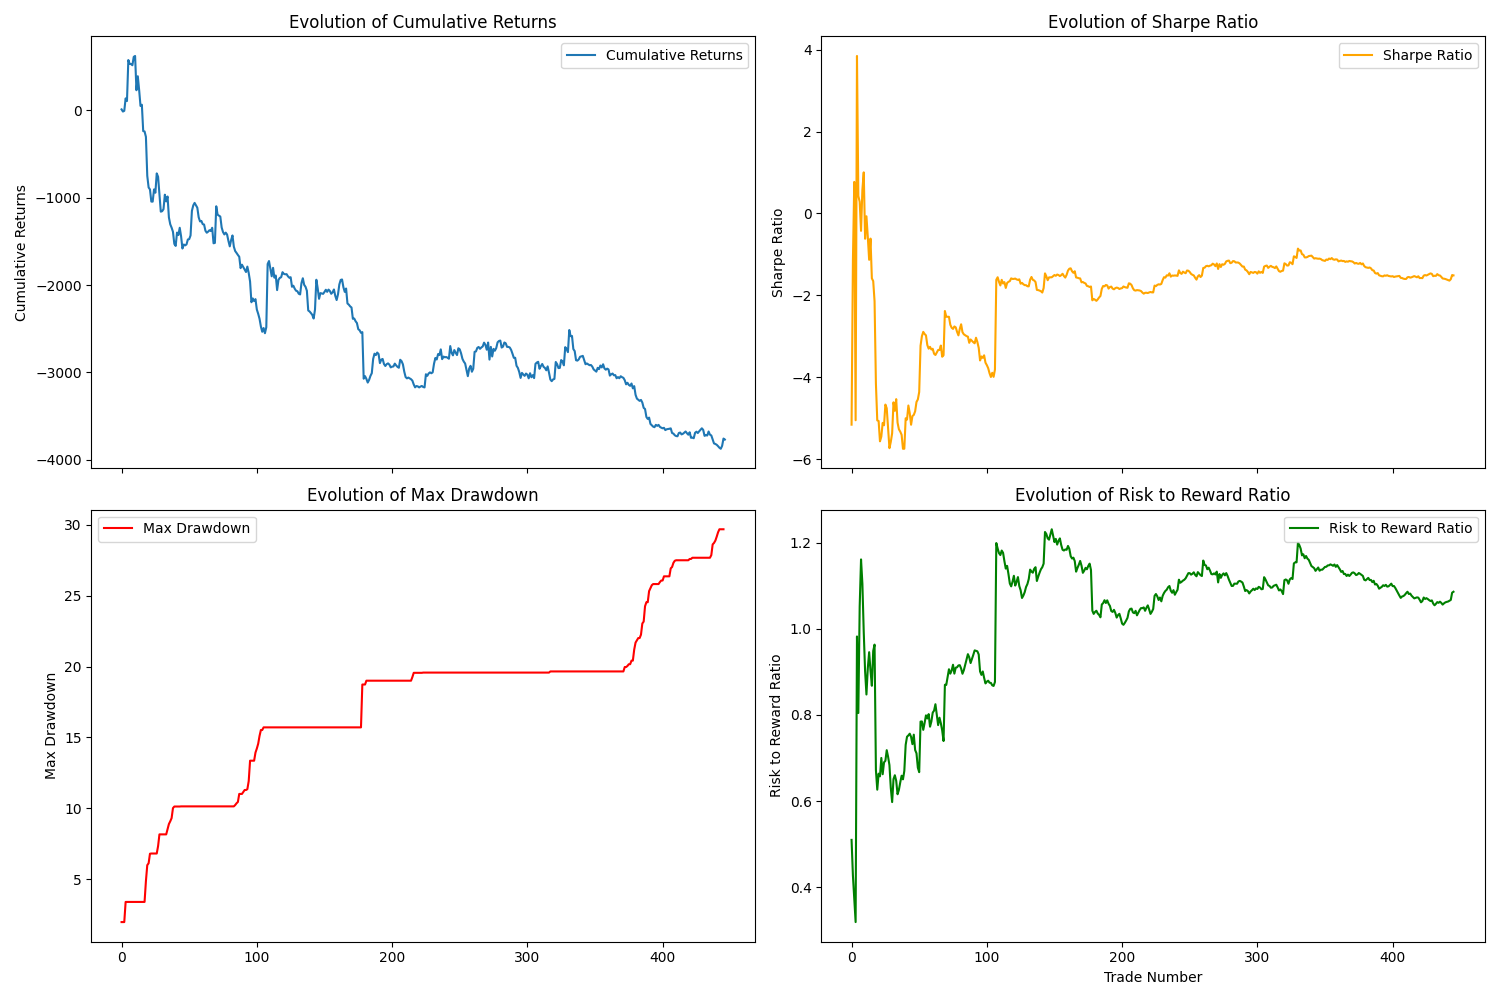 Evolution of Cumulative Returns
Cumulative Returns
Cumulative Returns
0
−1000
−2000
−3000
−4000
Evolution of Sharpe Ratio
Sharpe Ratio
Sharpe Ratio
4
2
0
−2
−4
−6
Evolution of Max Drawdown
Max Drawdown
Max Drawdown
30
25
20
15
10
5
0 100 200 300 400
Evolution of Risk to Reward Ratio
Risk to Reward Ratio
Risk to Reward Ratio
1.2
1.0
0.8
0.6
0.4
0 100 200 300 400
Trade Number